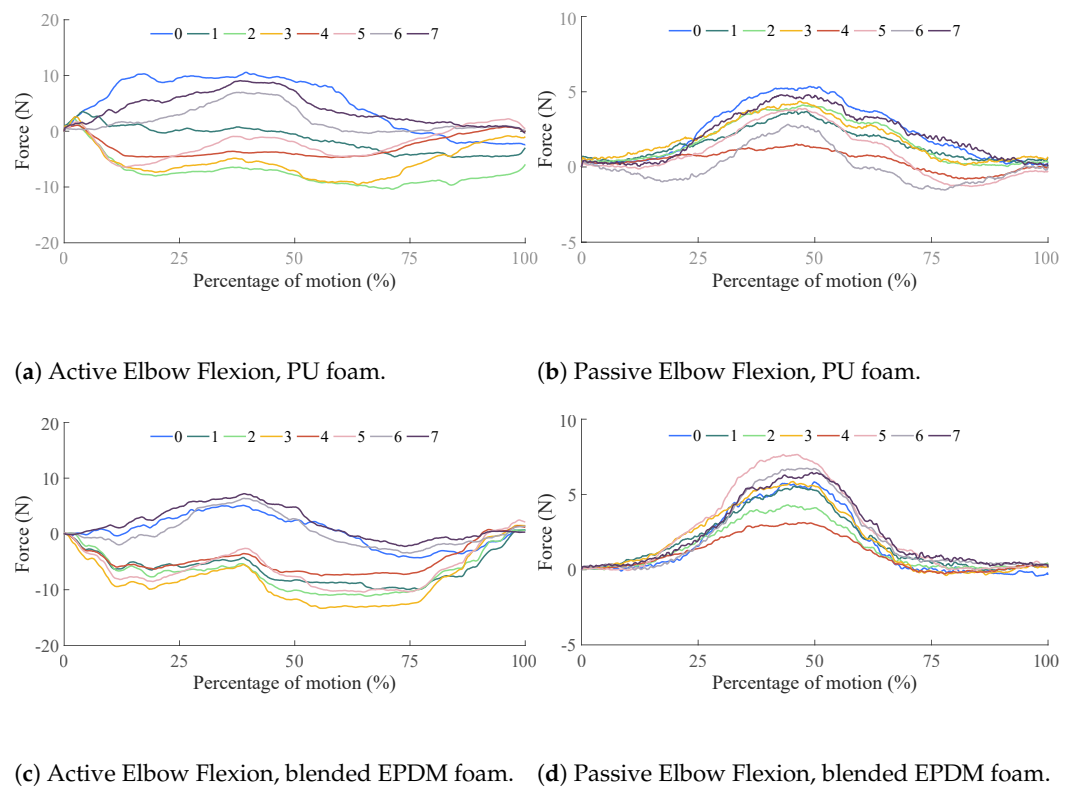 20
10
0
-10
-20
Force (N)
0 1 2 3 4 5 6 7
0 25 50 75 100
Percentage of motion (%)
10
5
0
-5
Force (N)
0 1 2 3 4 5 6 7
0 25 50 75 100
Percentage of motion (%)
(a) Active Elbow Flexion, PU foam.
(b) Passive Elbow Flexion, PU foam.
20
10
0
-10
-20
Force (N)
0 1 2 3 4 5 6 7
0 25 50 75 100
Percentage of motion (%)
10
5
0
-5
Force (N)
0 1 2 3 4 5 6 7
0 25 50 75 100
Percentage of motion (%)
(c) Active Elbow Flexion, blended EPDM foam.
(d) Passive Elbow Flexion, blended EPDM foam.